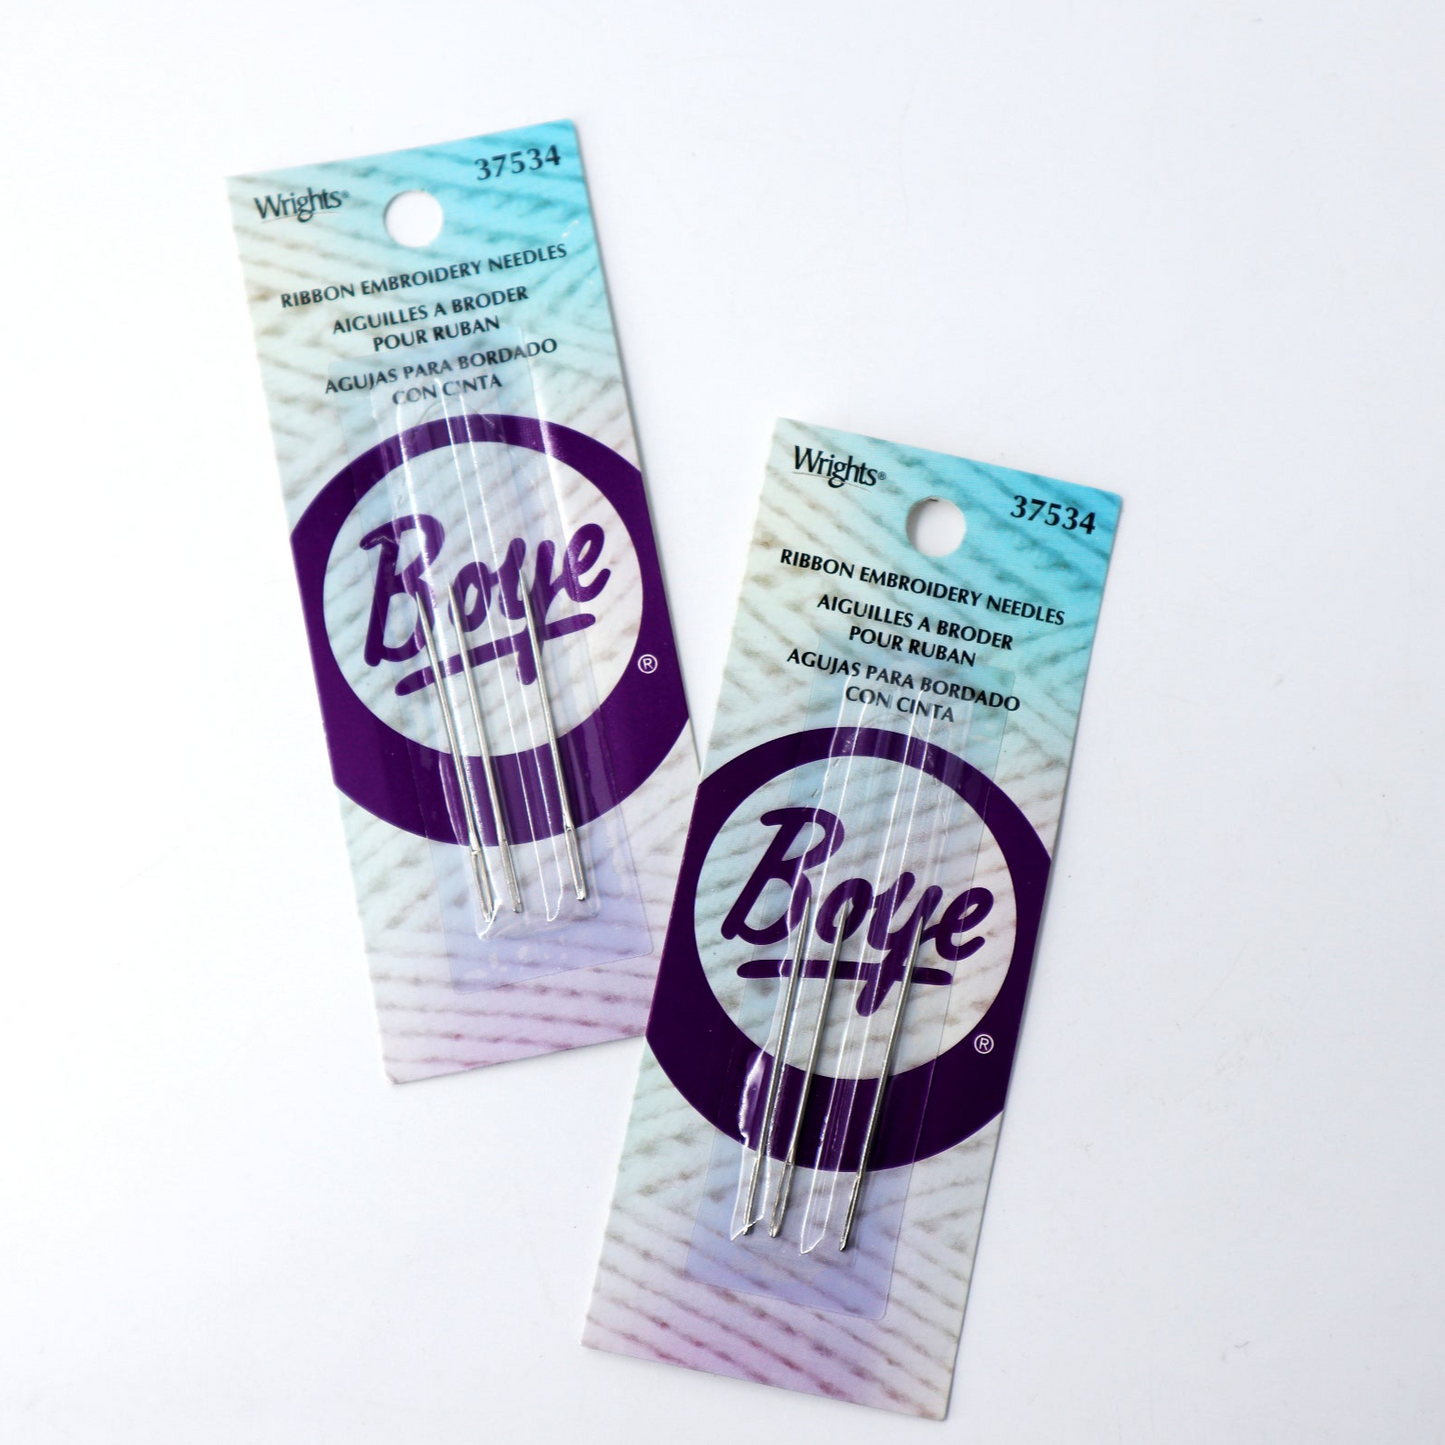 Wrights®
37534
RIBBON EMBROIDERY NEEDLES
AIGUILLES A BRODER
POUR RUBAN
AGUJAS PARA BORDADO
CON CINTA
Boye
®
Wrights®
37534
RIBBON EMBROIDERY NEEDLES
AIGUILLES A BRODER
POUR RUBAN
AGUJAS PARA BORDADO
CON CINTA
Boye
®